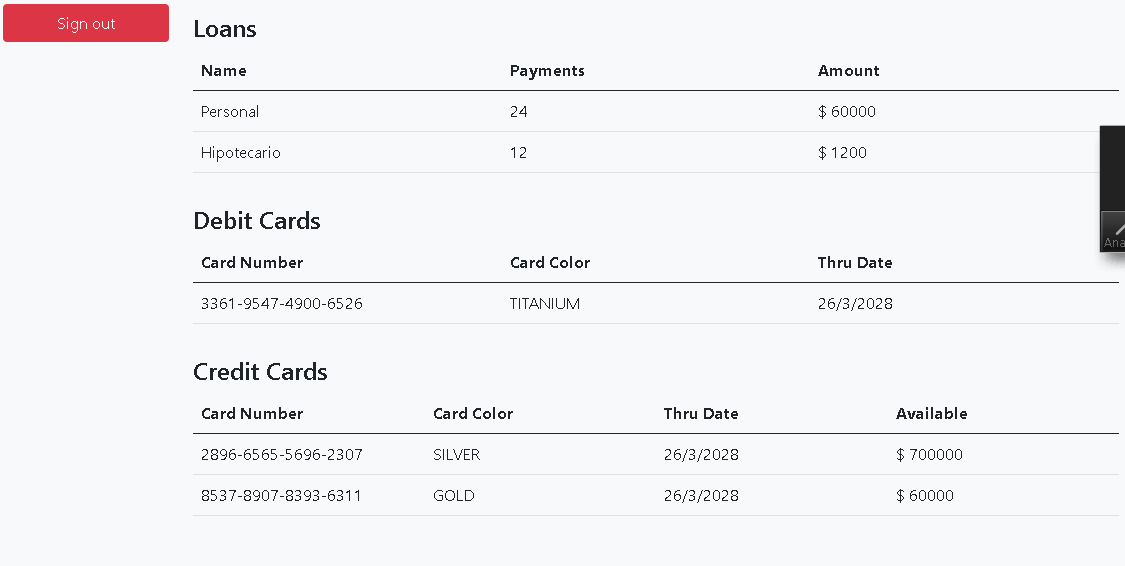 Sign out
Loans
Name Payments Amount
Personal 24 $ 60000
Hipotecario 12 $ 1200
Debit Cards
Card Number Card Color Thru Date
3361-9547-4900-6526 TITANIUM 26/3/2028
Credit Cards
Card Number Card Color Thru Date Available
2896-6565-5696-2307 SILVER 26/3/2028 $ 700000
8537-8907-8393-6311 GOLD 26/3/2028 $ 60000